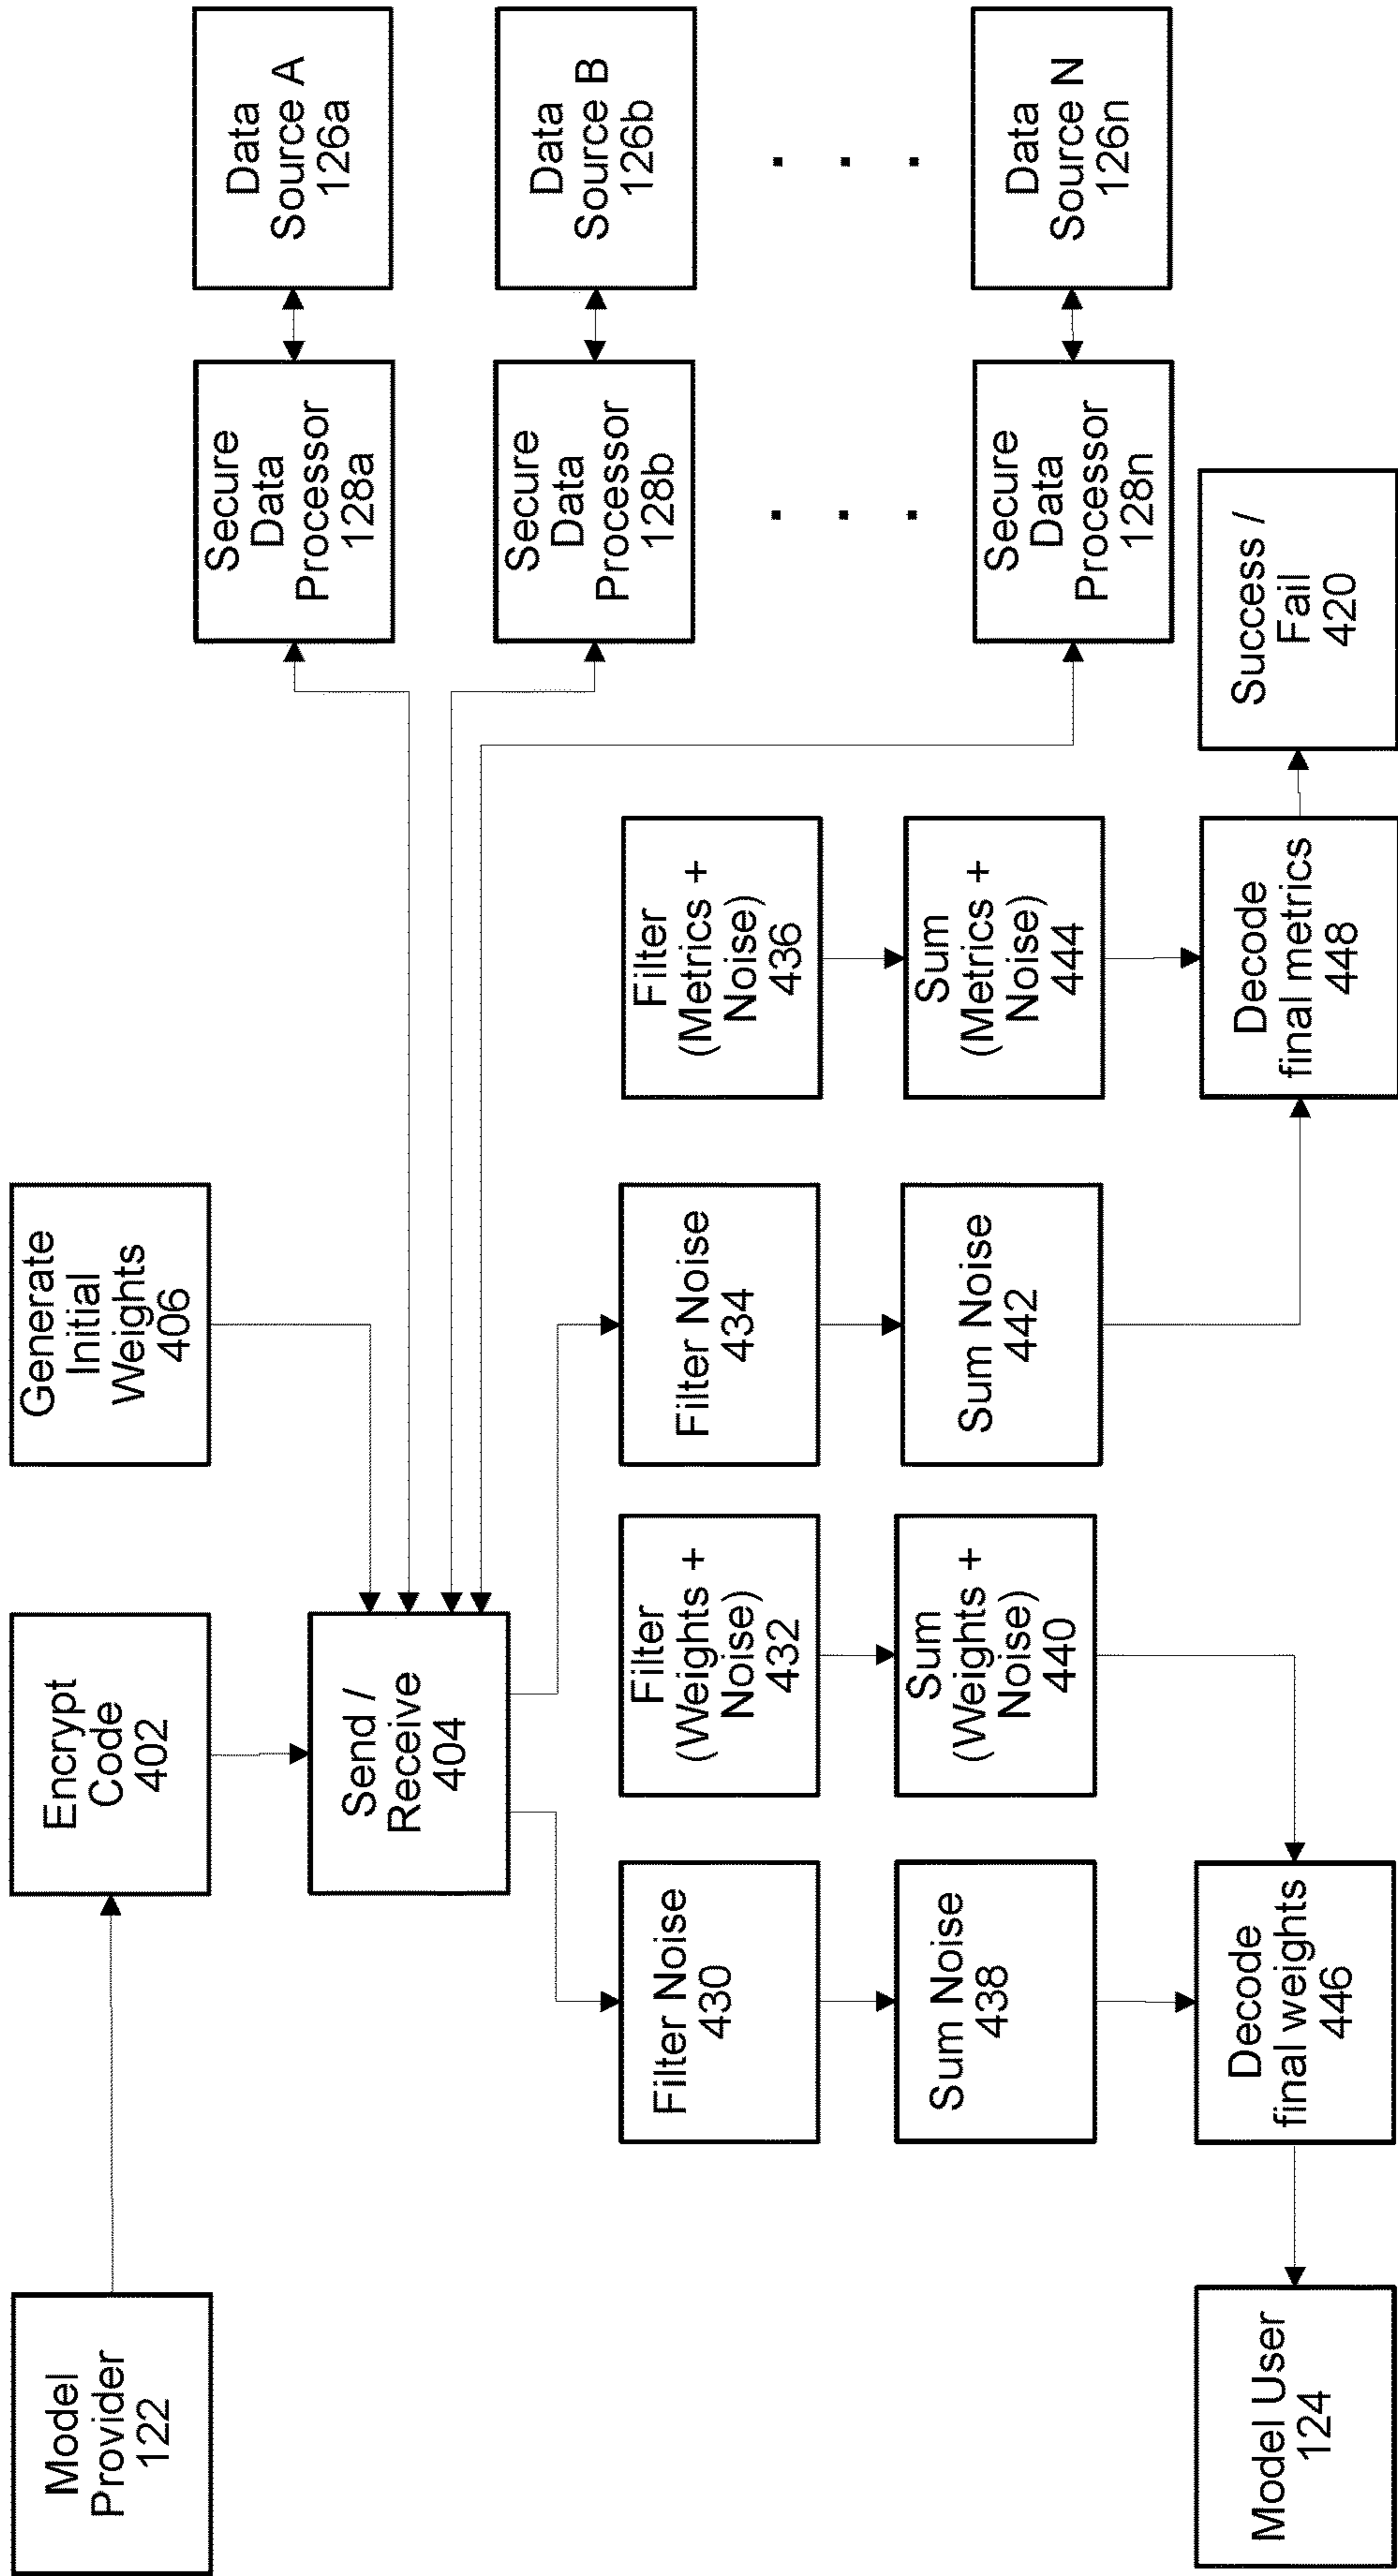 Model
Provider
122
Encrypt
Code
402
Generate
Initial
Weights
406
Send /
Receive
404
Secure
Data
Processor
128a
Data
Source A
126a
Secure
Data
Processor
128b
Data
Source B
126b
. . .
. . .
Secure
Data
Processor
128n
Data
Source N
126n
Filter Noise
430
Filter
(Weights +
Noise)
432
Filter Noise
434
Filter
(Metrics +
Noise)
436
Sum Noise
438
Sum
(Weights +
Noise)
440
Sum Noise
442
Sum
(Metrics +
Noise)
444
Model User
124
Decode
final weights
446
Decode
final metrics
448
Success /
Fail
420